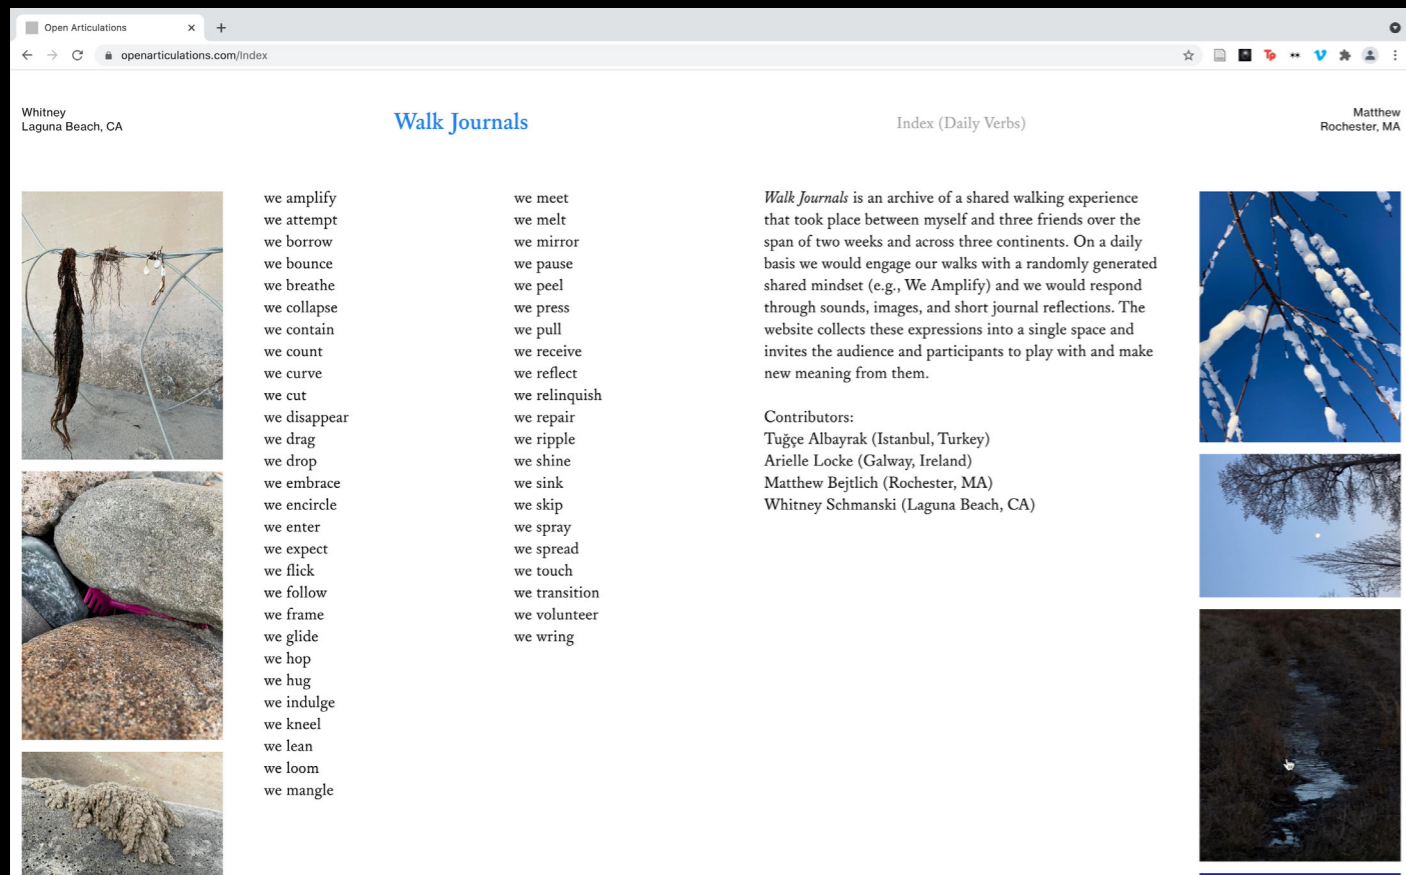 Open Articulations
openarticulations.com/Index
Tp
Whitney
Laguna Beach, CA
Walk Journals
Index (Daily Verbs)
Matthew
Rochester, MA
we amplify
we attempt
we borrow
we bounce
we breathe
we collapse
we contain
we count
we curve
we cut
we disappear
we drag
we drop
we embrace
we encircle
we enter
we expect
we flick
we follow
we frame
we glide
we hop
we hug
we indulge
we kneel
we lean
we loom
we mangle
we meet
we melt
we mirror
we pause
we peel
we press
we pull
we receive
we reflect
we relinquish
we repair
we ripple
we shine
we sink
we skip
we spray
we spread
we touch
we transition
we volunteer
we wring
Walk Journals is an archive of a shared walking experience
that took place between myself and three friends over the
span of two weeks and across three continents. On a daily
basis we would engage our walks with a randomly generated
shared mindset (e.g., We Amplify) and we would respond
through sounds, images, and short journal reflections. The
website collects these expressions into a single space and
invites the audience and participants to play with and make
new meaning from them.
Contributors:
Tuğçe Albayrak (Istanbul, Turkey)
Arielle Locke (Galway, Ireland)
Matthew Bejtlich (Rochester, MA)
Whitney Schmanski (Laguna Beach, CA)